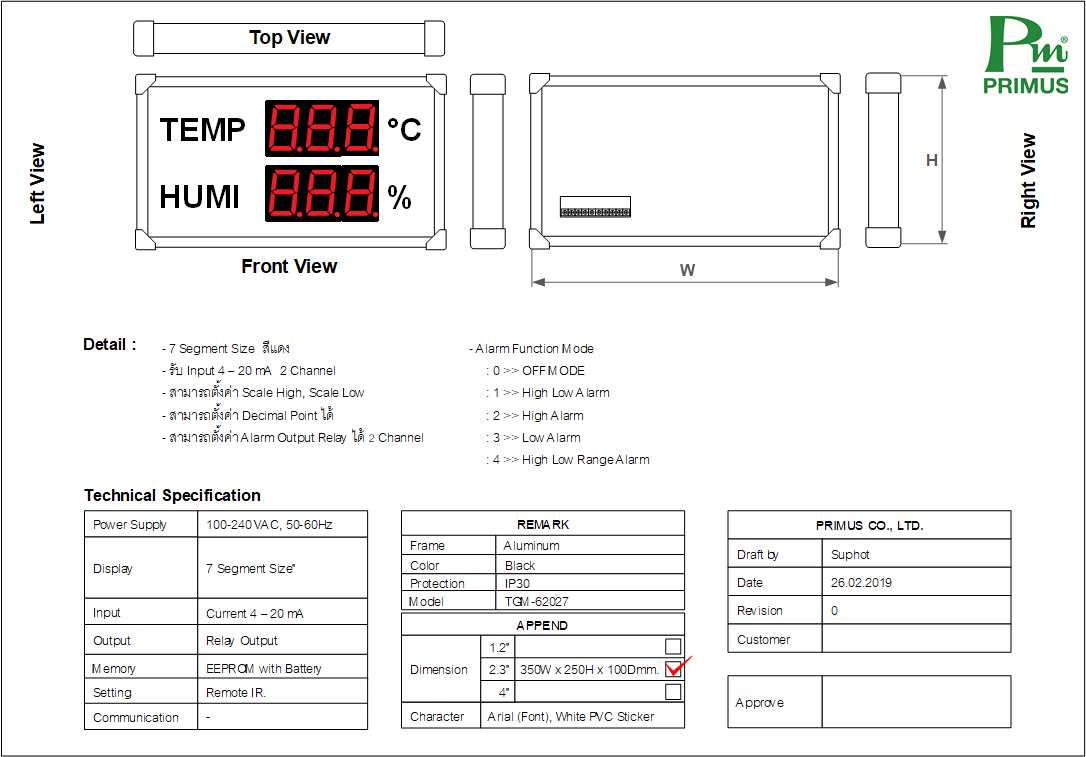 Top View
Pm®
PRIMUS
TEMP 8.8.8. °C
HUMI 8.8.8. %
Left View
Front View
W
H
Right View
Detail :
- 7 Segment Size สีแดง
- รับ Input 4 – 20 mA 2 Channel
- สามารถตั้งค่า Scale High, Scale Low
- สามารถตั้งค่า Decimal Point ได้
- สามารถตั้งค่า Alarm Output Relay ได้ 2 Channel
- Alarm Function Mode
: 0 >> OFF MODE
: 1 >> High Low Alarm
: 2 >> High Alarm
: 3 >> Low Alarm
: 4 >> High Low Range Alarm
Technical Specification
Power Supply 100-240VAC, 50-60Hz
Display 7 Segment Size"
Input Current 4 – 20 mA
Output Relay Output
Memory EEPROM with Battery
Setting Remote IR.
Communication -
REMARK
Frame Aluminum
Color Black
Protection IP30
Model TGM-62027
APPEND
Dimension
1.2"
2.3" 350W x 250H x 100Dmm.
4"
Character Arial (Font), White PVC Sticker
PRIMUS CO., LTD.
Draft by Suphot
Date 26.02.2019
Revision 0
Customer
Approve